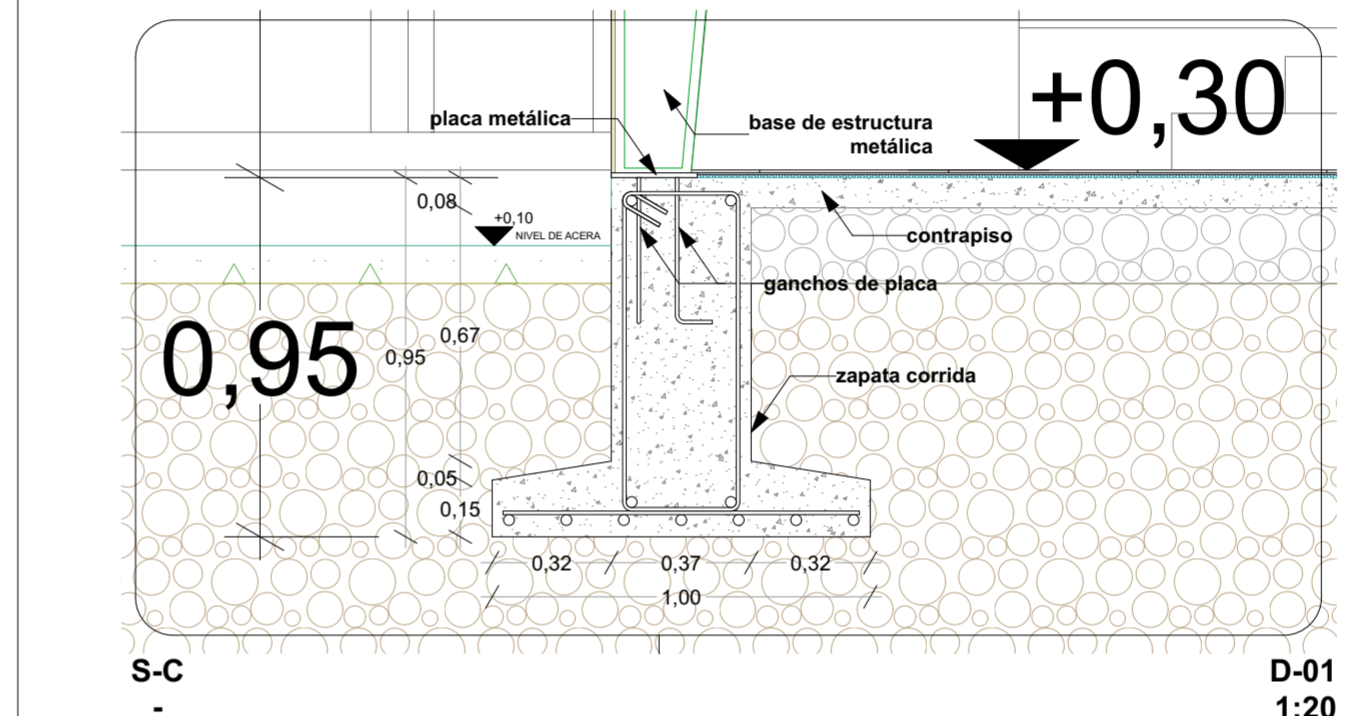 +0,30
placa metálica
base de estructura
metálica
0,08
+0,10
NIVEL DE ACERA
contrapiso
ganchos de placa
0,95
0,95
0,67
zapata corrida
0,05
0,15
0,32
0,37
0,32
1,00
S-C
-
D-01
1:20